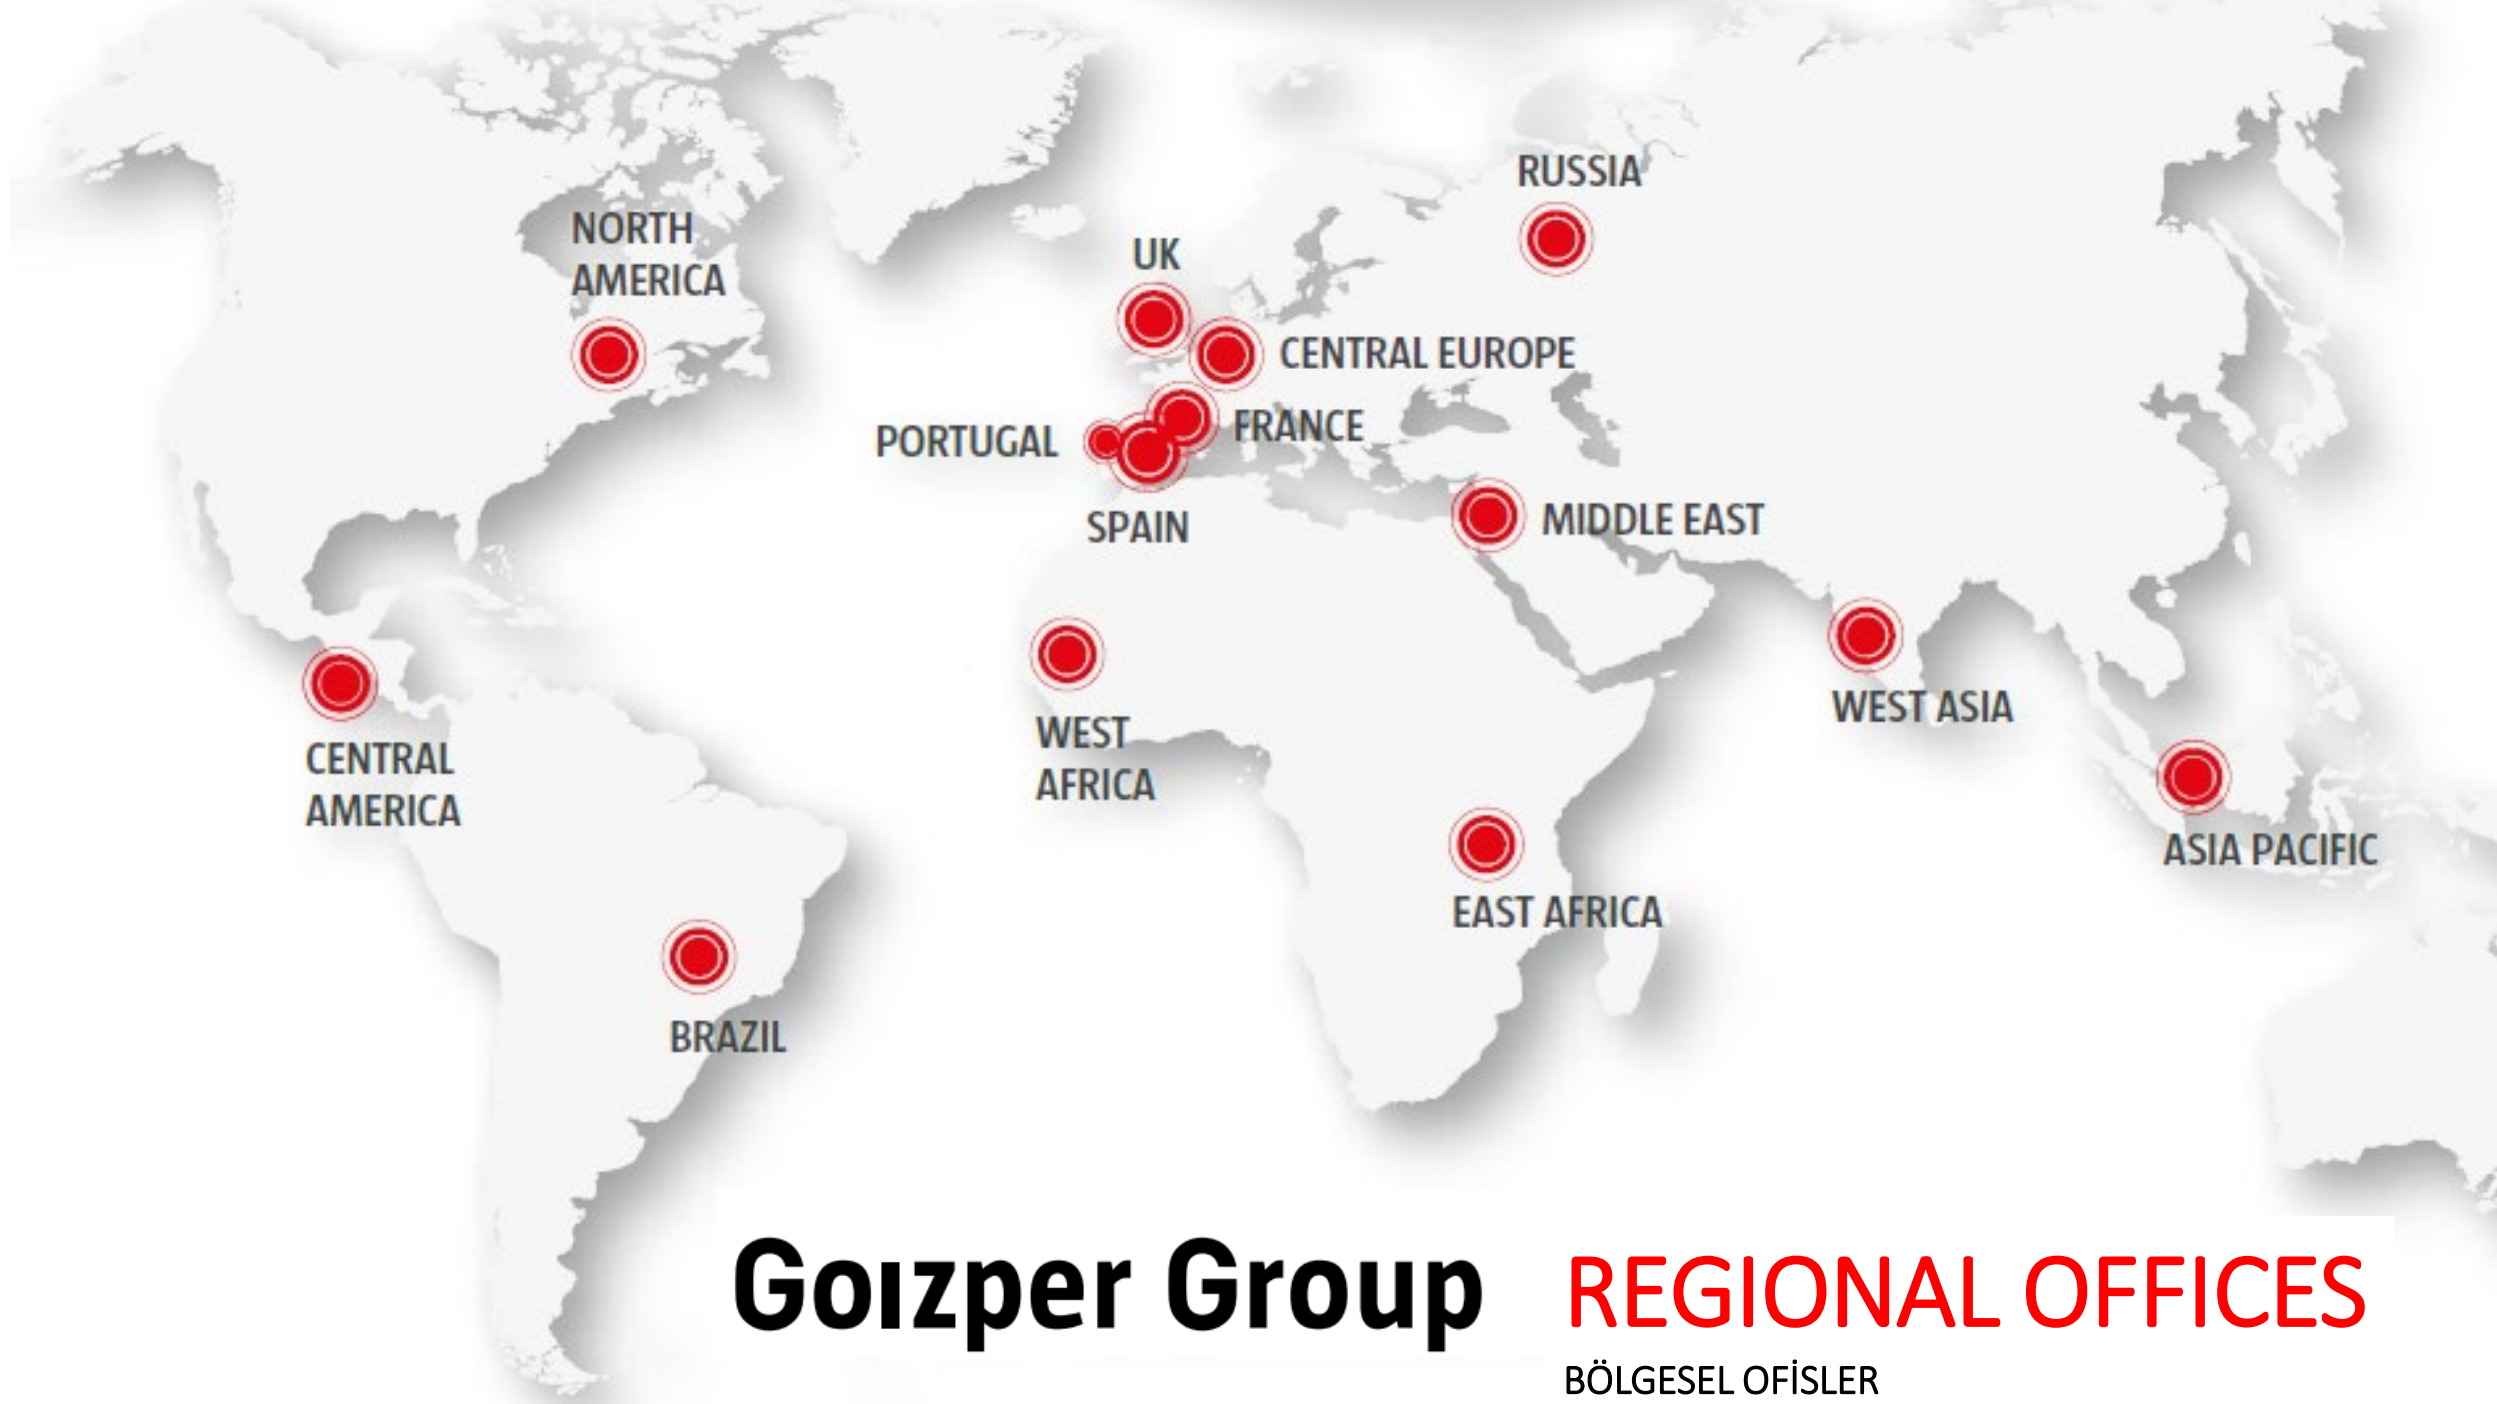 RUSSIA
NORTH
AMERICA
UK
CENTRAL EUROPE
FRANCE
PORTUGAL
SPAIN
MIDDLE EAST
WEST ASIA
WEST
AFRICA
CENTRAL
AMERICA
ASIA PACIFIC
EAST AFRICA
BRAZIL
Goızper Group
REGIONAL OFFICES
BÖLGESEL OFİSLER